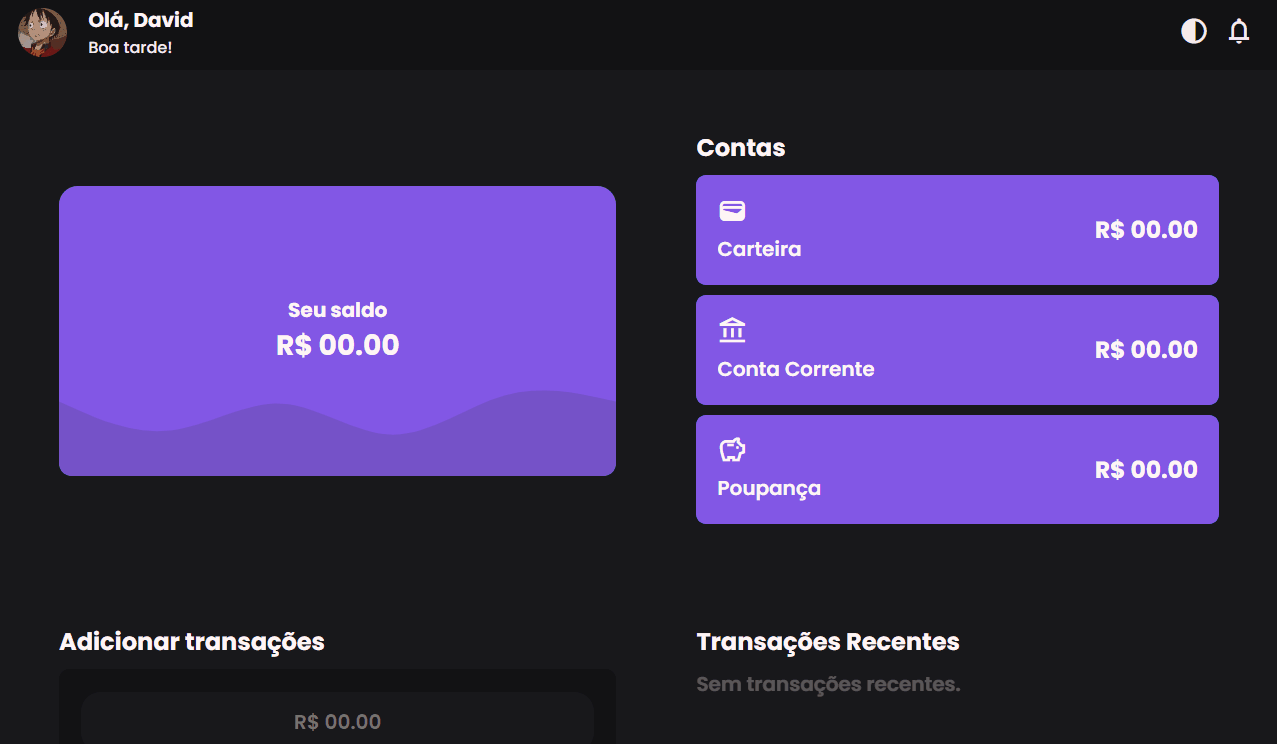 Olá, David
Boa tarde!
Seu saldo
R$ 00.00
Contas
Carteira
R$ 00.00
Conta Corrente
R$ 00.00
Poupança
R$ 00.00
Adicionar transações
R$ 00.00
Transações Recentes
Sem transações recentes.